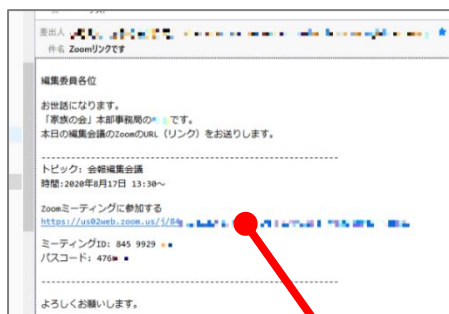 差出人
件名 Zoomリンクです
編集委員各位
お世話になります。
「家族の会」本部事務局の です。
本日の編集会議のZoomのURL（リンク）をお送りします。
--------------------------------------------------------
トピック: 会報編集会議
時間:2020年8月17日 13:30～
Zoomミーティングに参加する
https://us02web.zoom.us/j/84
ミーティングID: 845 9929
パスコード: 476
--------------------------------------------------------
よろしくお願いします。